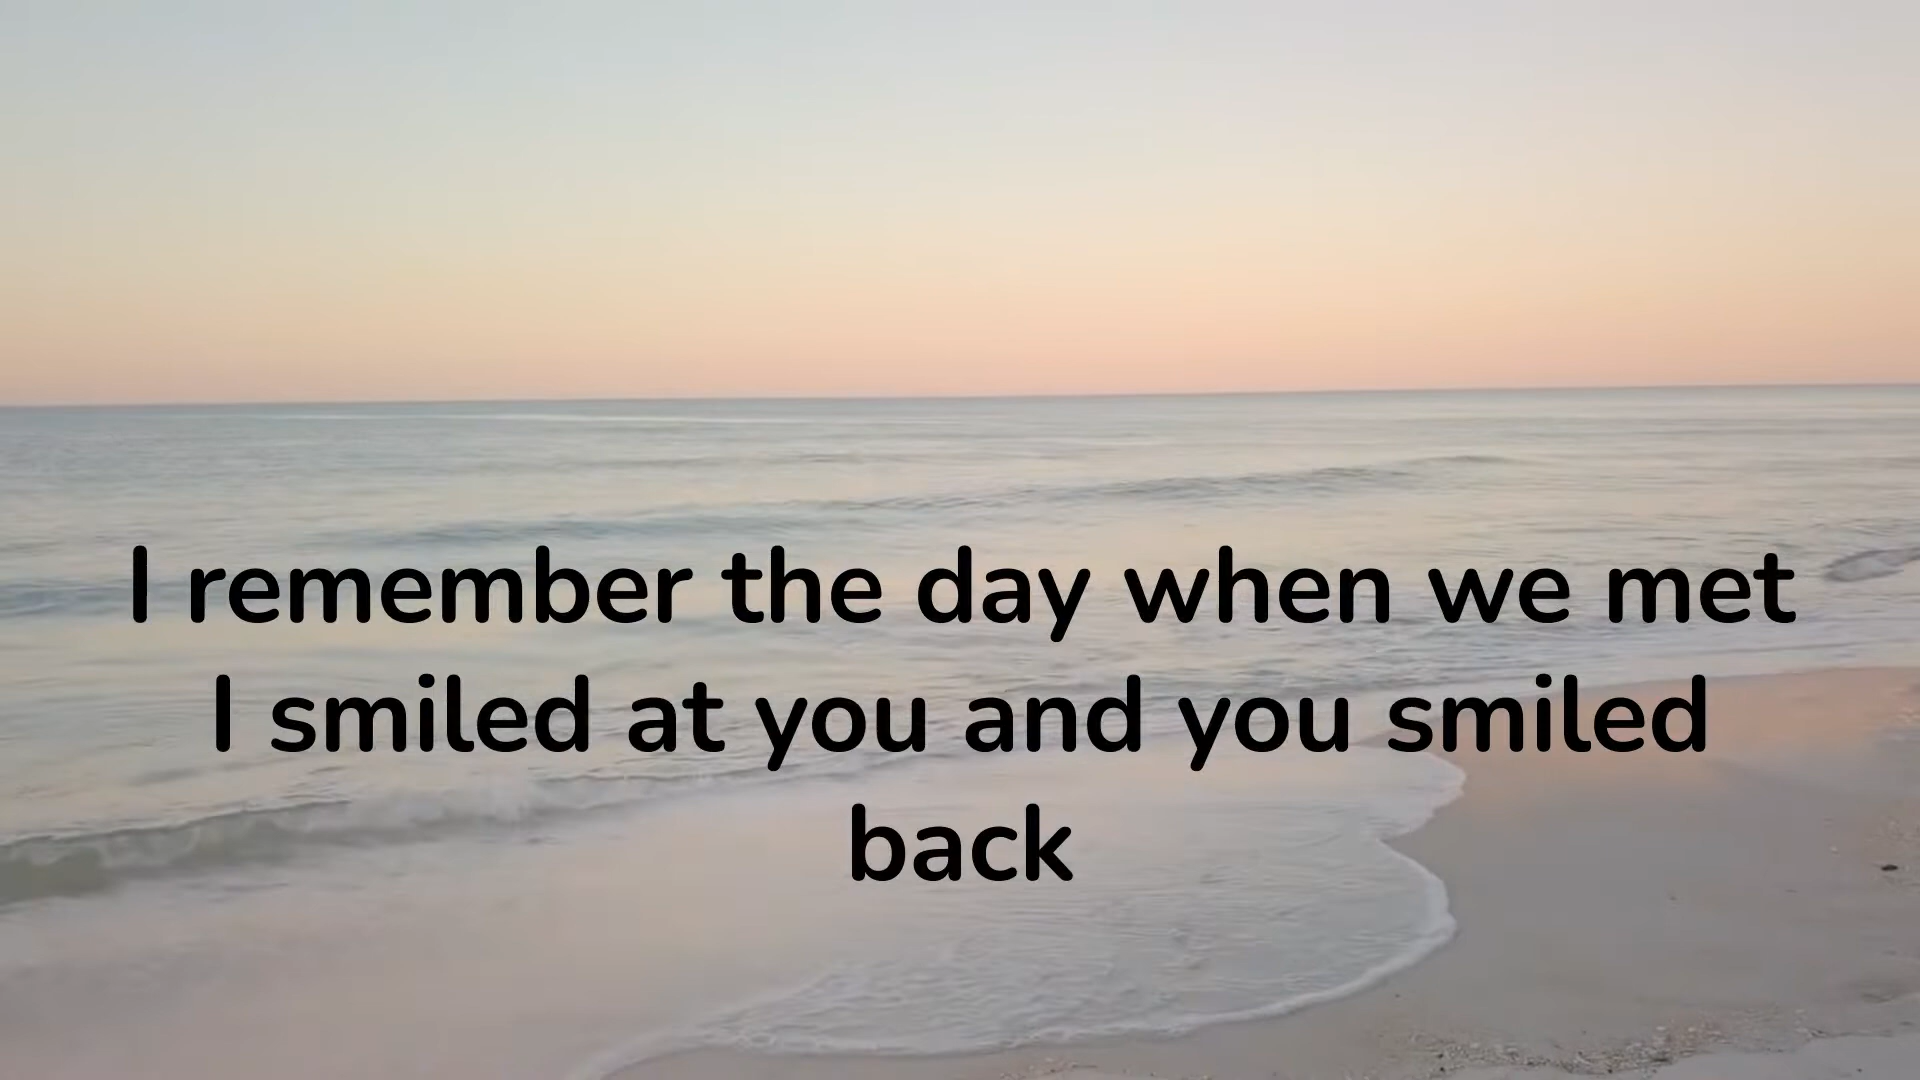 I remember the day when we met
I smiled at you and you smiled
back